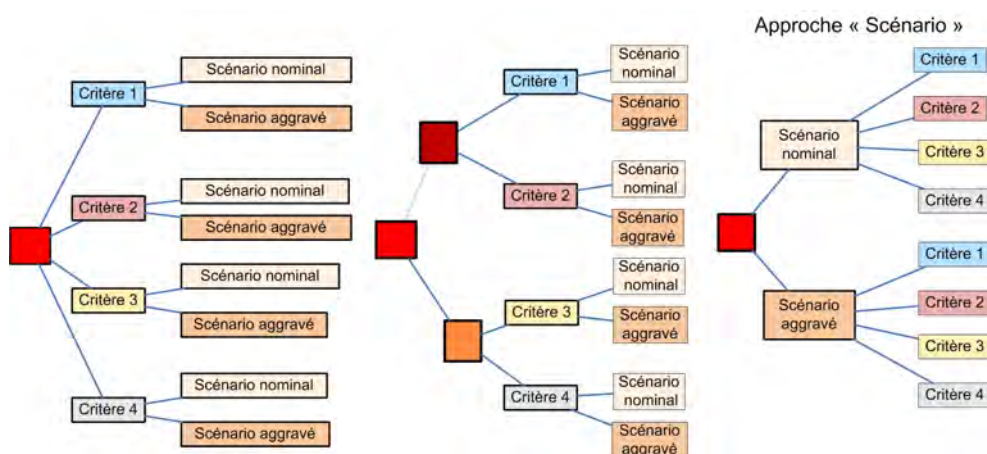 Approche « Scénario »
Critère 1
Scénario nominal
Scénario aggravé
Critère 2
Scénario nominal
Scénario aggravé
Critère 3
Scénario nominal
Scénario aggravé
Critère 4
Scénario nominal
Scénario aggravé
Critère 1
Scénario
nominal
Scénario
aggravé
Critère 2
Scénario
nominal
Scénario
aggravé
Critère 3
Scénario
nominal
Scénario
aggravé
Critère 4
Scénario
nominal
Scénario
aggravé
Scénario
nominal
Critère 1
Critère 2
Critère 3
Critère 4
Scénario
aggravé
Critère 1
Critère 2
Critère 3
Critère 4